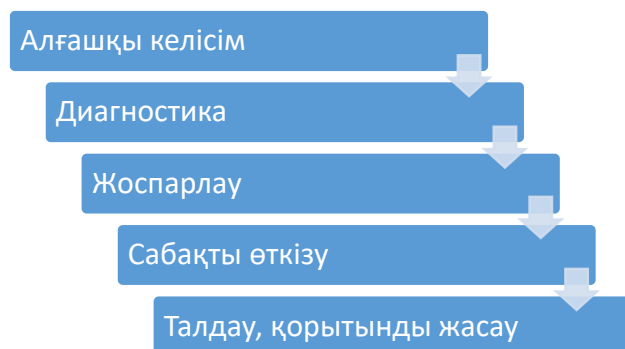 Алғашқы келісім
Диагностика
Жоспарлау
Сабақты өткізу
Талдау, қорытынды жасау